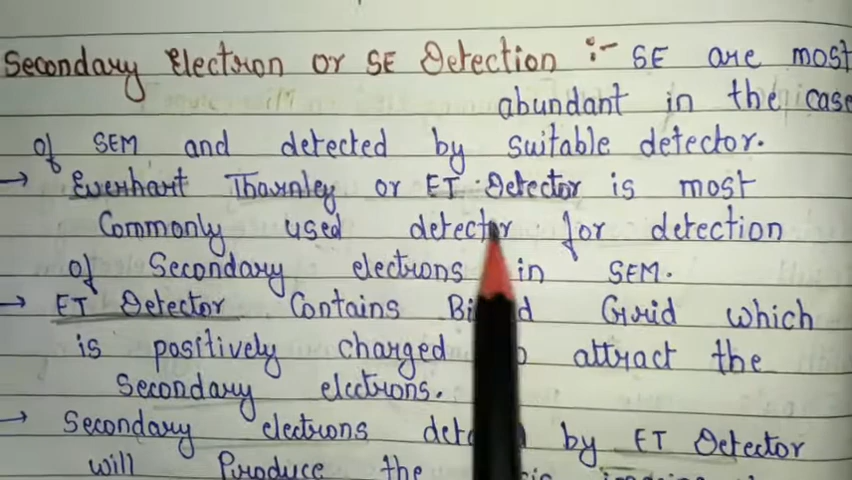 Secondary Electron or SE Detection :- SE are most
abundant in the case
of SEM and detected by suitable detector.
→ Everhart Thornley or ET Detector is most
Commonly used detector for detection
of Secondary electrons in SEM.
→ ET Detector Contains Grid which
is positively charged attract the
Secondary elcctrons.
→ Secondary electrons by ET Detector
will Produce the